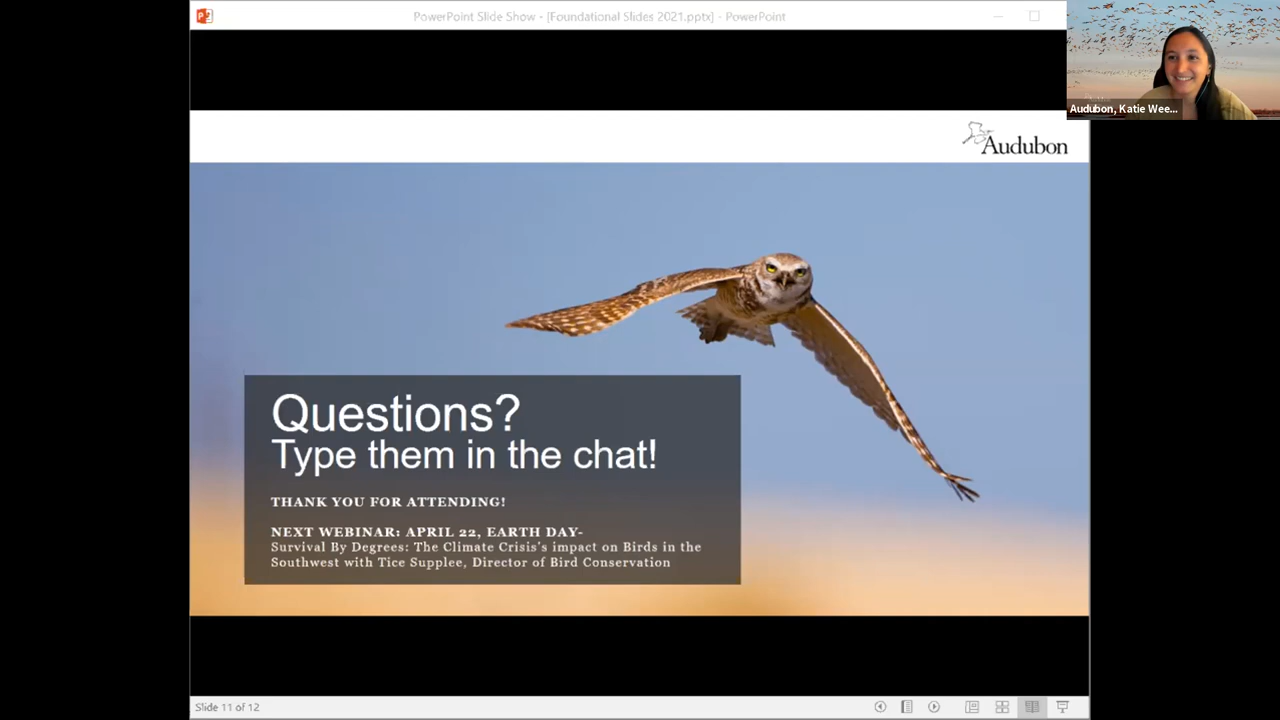 PowerPoint Slide Show - [Foundational Slides 2021.pptx] - PowerPoint
Audubon, Katie Wee...
Audubon
Questions?
Type them in the chat!
THANK YOU FOR ATTENDING!
NEXT WEBINAR: APRIL 22, EARTH DAY-
Survival By Degrees: The Climate Crisis's impact on Birds in the
Southwest with Tice Supplee, Director of Bird Conservation
Slide 11 of 12